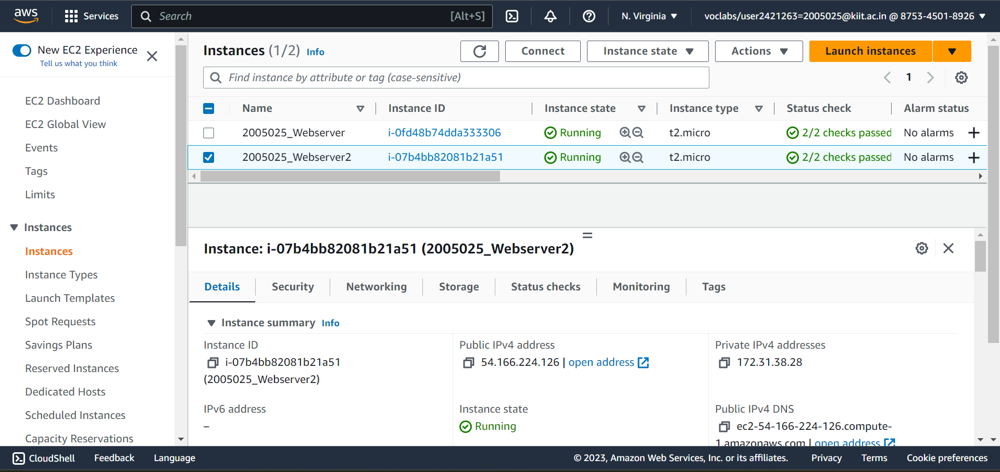 aws Services Search [Alt+S] N. Virginia voclabs/user2421263=2005025@kiit.ac.in @ 8753-4501-8926
New EC2 Experience
Tell us what you think
EC2 Dashboard
EC2 Global View
Events
Tags
Limits
Instances
Instances
Instance Types
Launch Templates
Spot Requests
Savings Plans
Reserved Instances
Dedicated Hosts
Scheduled Instances
Capacity Reservations
Instances (1/2) Info Connect Instance state Actions Launch instances
Find instance by attribute or tag (case-sensitive) 1
Name Instance ID Instance state Instance type Status check Alarm status
2005025_Webserver i-0fd48b74dda333306 Running t2.micro 2/2 checks passed No alarms
2005025_Webserver2 i-07b4bb82081b21a51 Running t2.micro 2/2 checks passed No alarms
Instance: i-07b4bb82081b21a51 (2005025_Webserver2)
Details Security Networking Storage Status checks Monitoring Tags
Instance summary Info
Instance ID Public IPv4 address Private IPv4 addresses
i-07b4bb82081b21a51 54.166.224.126 | open address 172.31.38.28
(2005025_Webserver2)
IPv6 address Instance state Public IPv4 DNS
– Running ec2-54-166-224-126.compute-
1.amazonaws.com | open address
CloudShell Feedback Language © 2023, Amazon Web Services, Inc. or its affiliates. Privacy Terms Cookie preferences